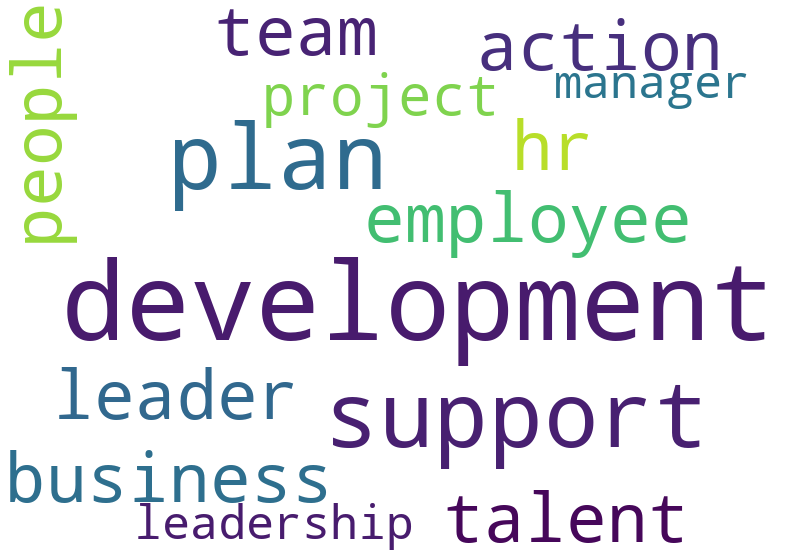 people
team
action
project
manager
plan
hr
employee
development
leader
support
business
leadership
talent